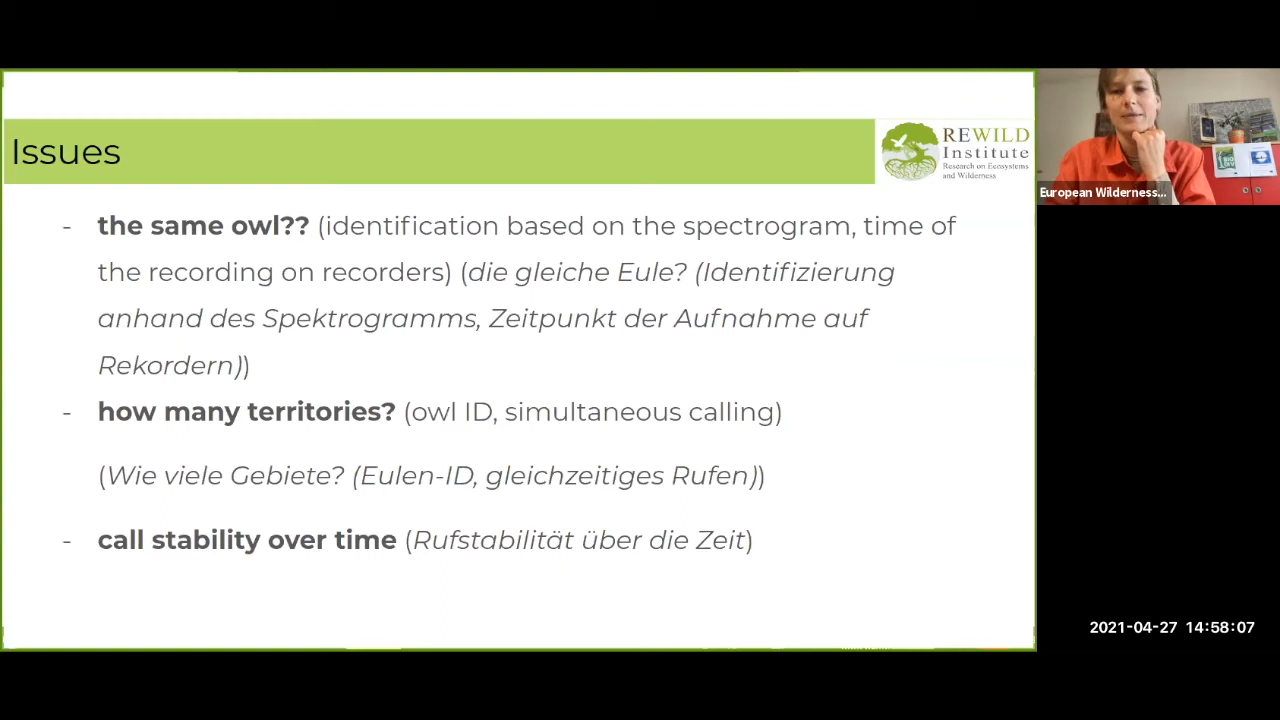 Issues
REWILD
Institute
Research on Ecosystems
and Wilderness
European Wilderness...
- the same owl?? (identification based on the spectrogram, time of
the recording on recorders) (die gleiche Eule? (Identifizierung
anhand des Spektrogramms, Zeitpunkt der Aufnahme auf
Rekordern))
- how many territories? (owl ID, simultaneous calling)
(Wie viele Gebiete? (Eulen-ID, gleichzeitiges Rufen))
- call stability over time (Rufstabilität über die Zeit)
2021-04-27 14:58:07